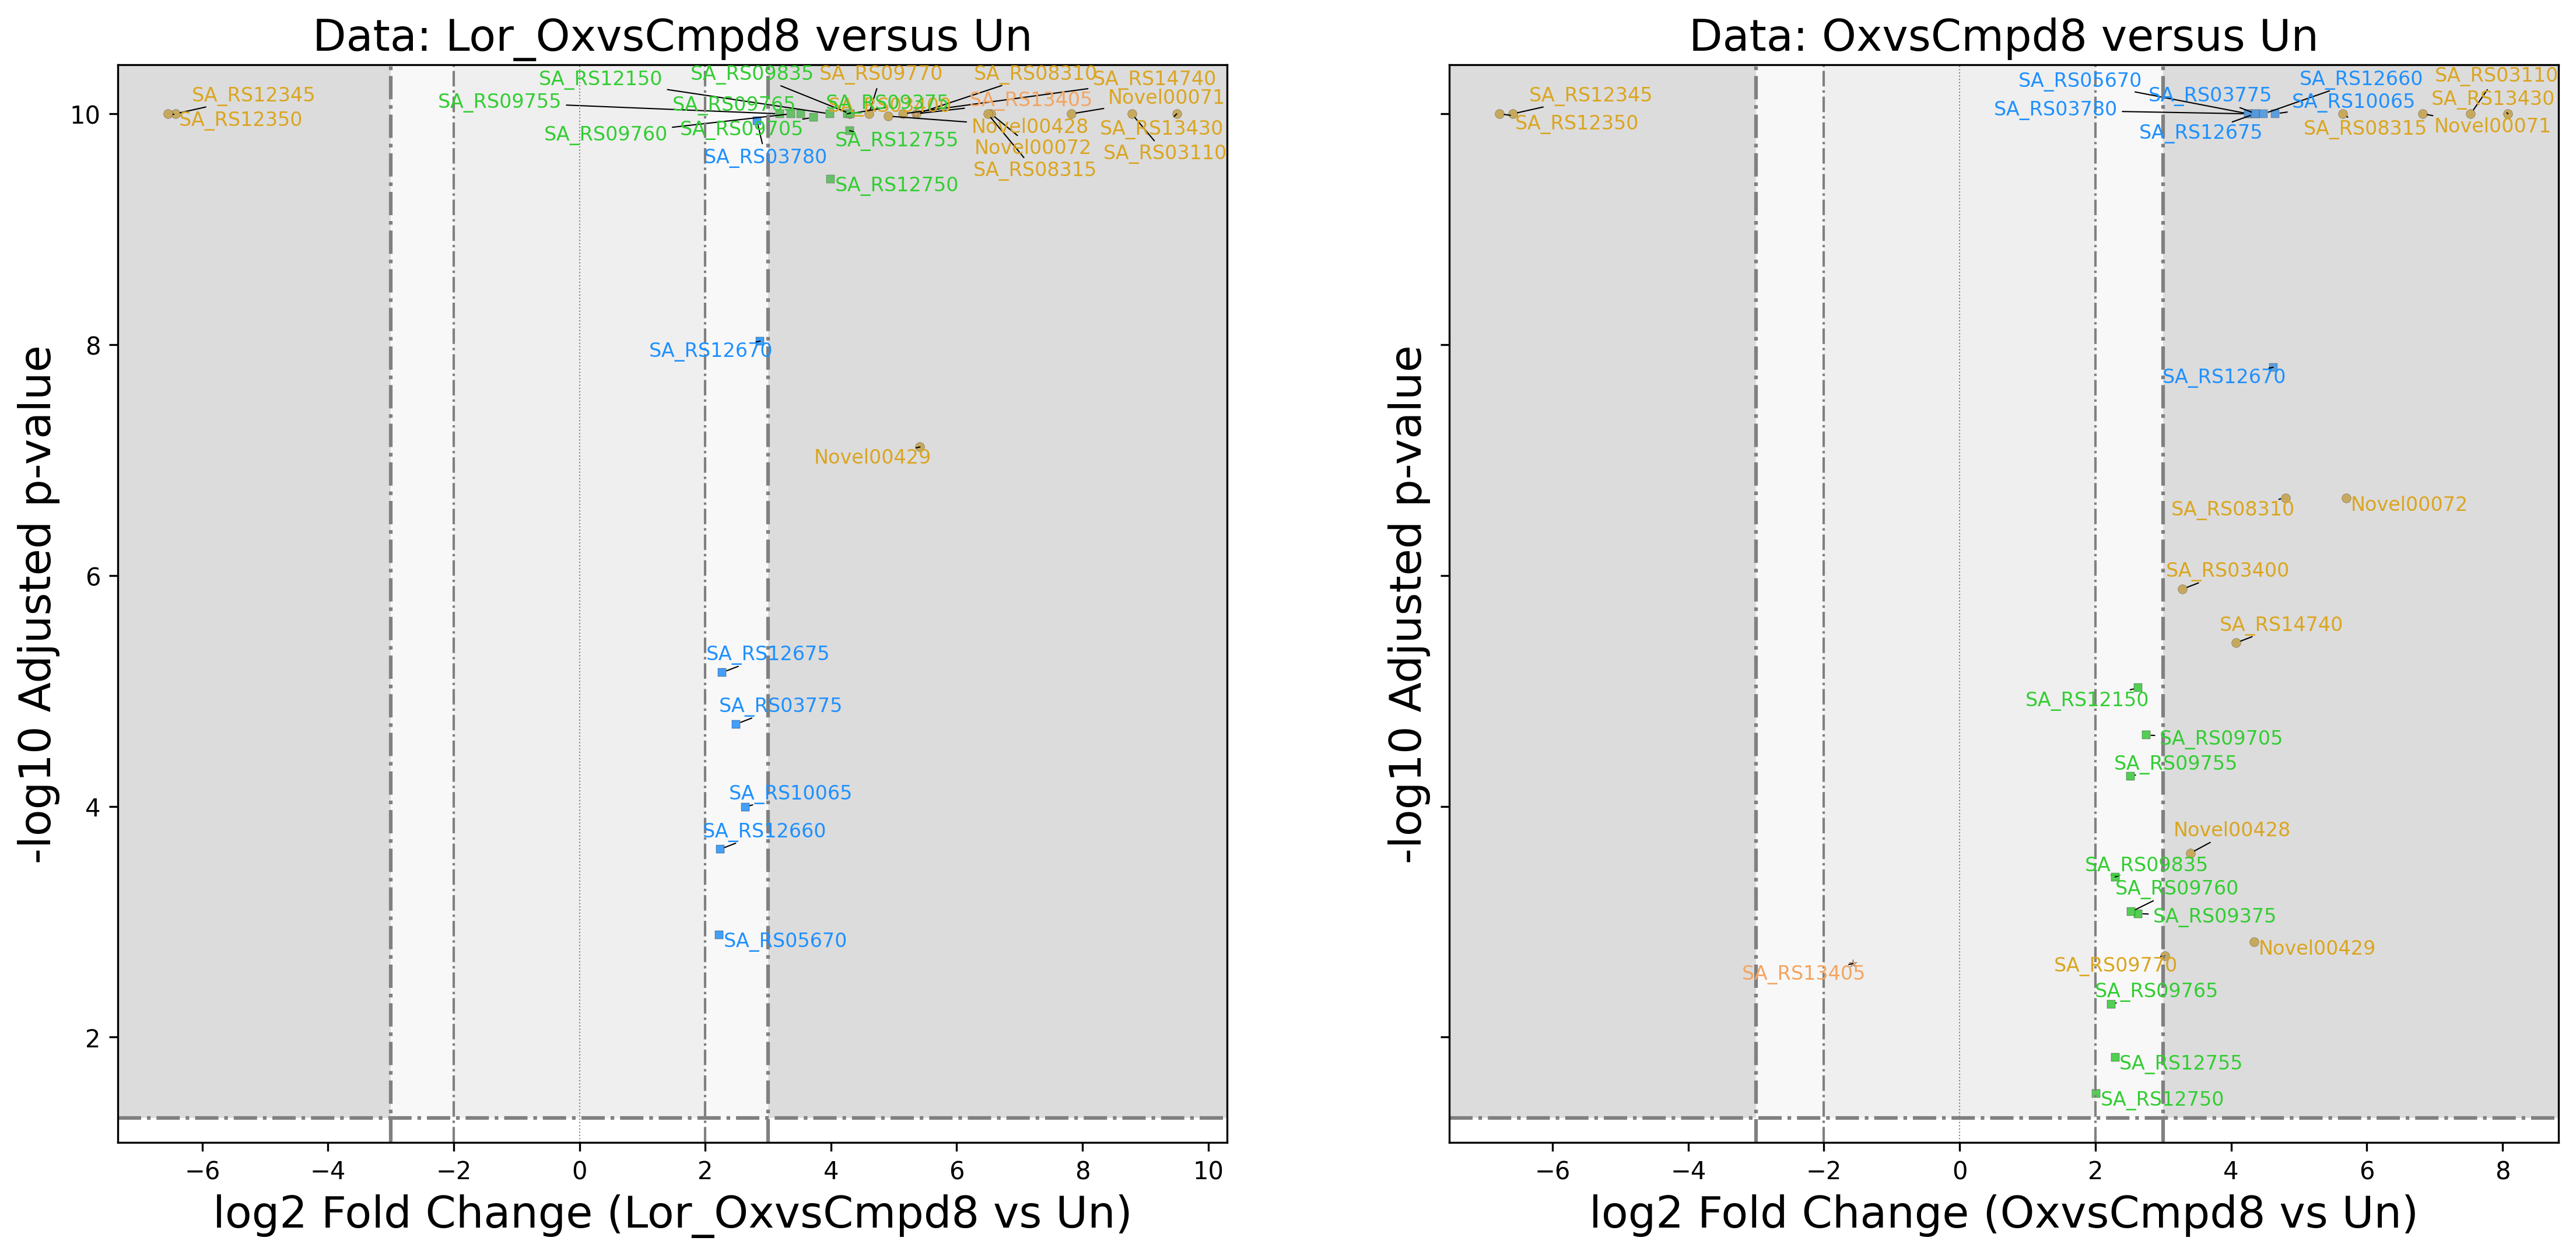 Data: Lor_OxvsCmpd8 versus Un
SA_RS12345
SA_RS12350
SA_RS12150
SA_RS09835
SA_RS09770
SA_RS08310
SA_RS14740
SA_RS09755
SA_RS09765
SA_RS09375
SA_RS13405
Novel00071
SA_RS09760
SA_RS09705
SA_RS12755
Novel00428
SA_RS13430
SA_RS03780
Novel00072
SA_RS03110
SA_RS08315
SA_RS12750
SA_RS12670
Novel00429
SA_RS12675
SA_RS03775
SA_RS10065
SA_RS12660
SA_RS05670
10
8
6
4
2
-log10 Adjusted p-value
−6 −4 −2 0 2 4 6 8 10
log2 Fold Change (Lor_OxvsCmpd8 vs Un)
Data: OxvsCmpd8 versus Un
SA_RS12345
SA_RS12350
SA_RS05670
SA_RS12660
SA_RS03110
SA_RS03775
SA_RS10065
SA_RS13430
SA_RS03780
SA_RS12675
SA_RS08315
Novel00071
SA_RS12670
SA_RS08310
Novel00072
SA_RS03400
SA_RS14740
SA_RS12150
SA_RS09705
SA_RS09755
Novel00428
SA_RS09835
SA_RS09760
SA_RS09375
Novel00429
SA_RS09770
SA_RS13405
SA_RS09765
SA_RS12755
SA_RS12750
-log10 Adjusted p-value
−6 −4 −2 0 2 4 6 8
log2 Fold Change (OxvsCmpd8 vs Un)